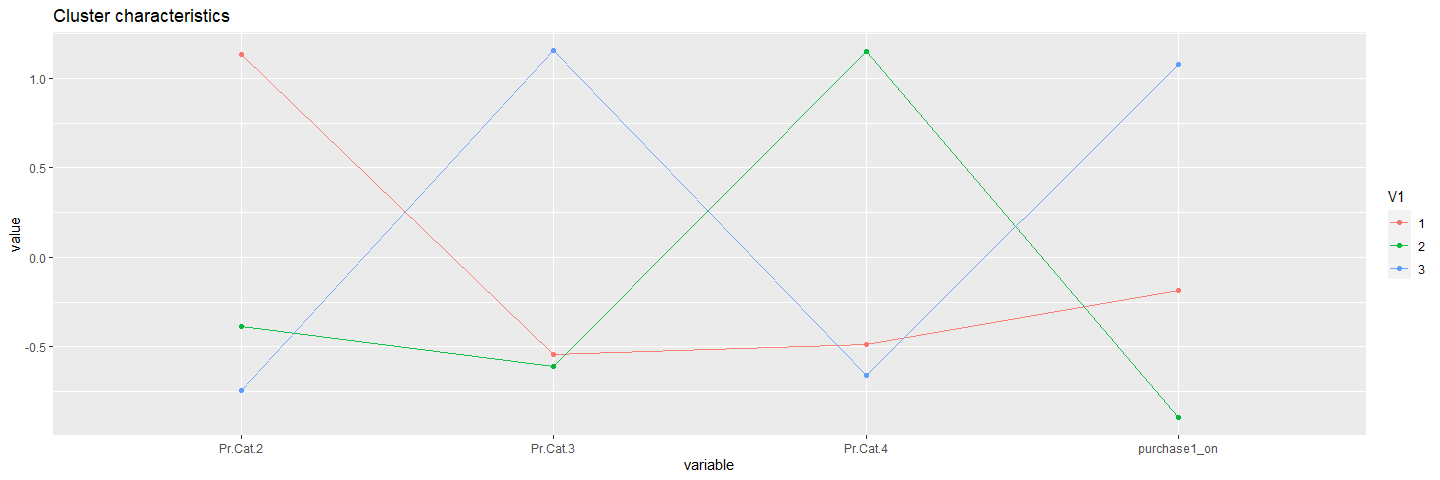 Cluster characteristics
value
1.0
0.5
0.0
-0.5
Pr.Cat.2
Pr.Cat.3
Pr.Cat.4
purchase1_on
variable
V1
1
2
3